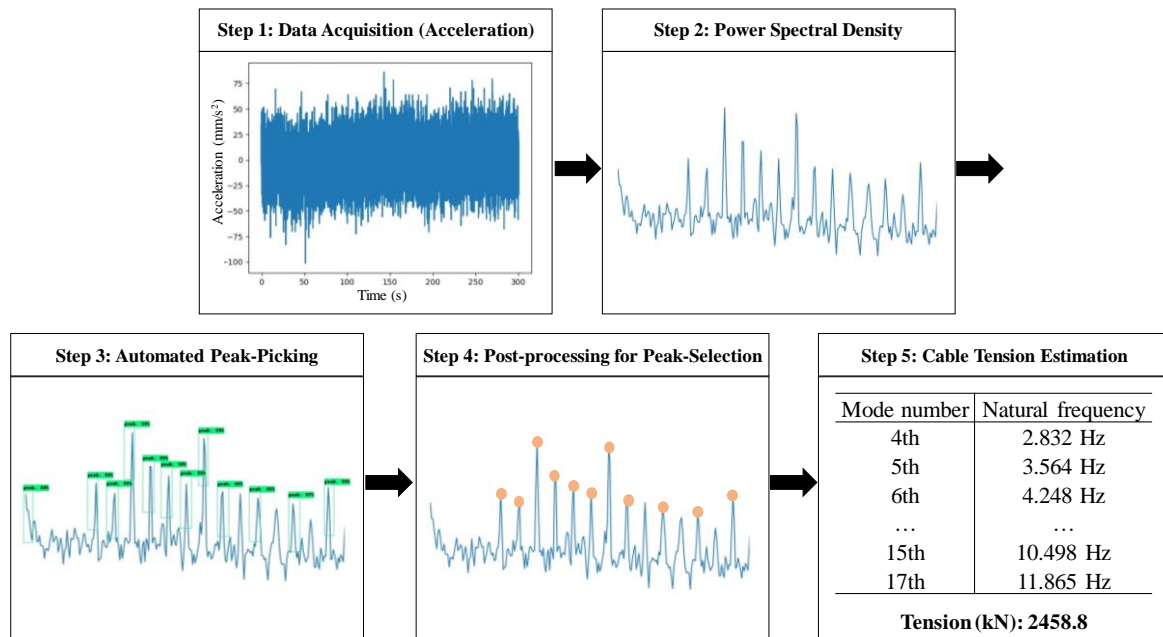 Step 1: Data Acquisition (Acceleration)
Acceleration (mm/s²)
75
50
25
0
−25
−50
−75
−100
0
50
100
150
200
250
300
Time (s)
Step 2: Power Spectral Density
Step 3: Automated Peak-Picking
Step 4: Post-processing for Peak-Selection
Step 5: Cable Tension Estimation
Mode number Natural frequency
4th 2.832 Hz
5th 3.564 Hz
6th 4.248 Hz
… …
15th 10.498 Hz
17th 11.865 Hz
Tension (kN): 2458.8